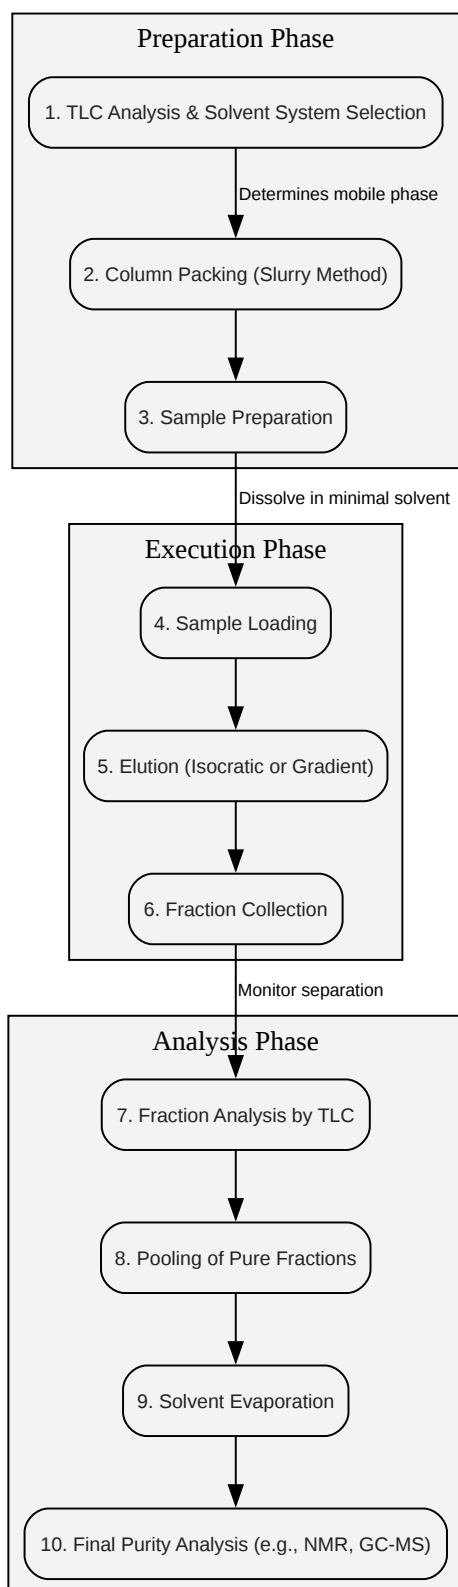 Preparation Phase
1. TLC Analysis & Solvent System Selection
Determines mobile phase
2. Column Packing (Slurry Method)
3. Sample Preparation
Dissolve in minimal solvent
Execution Phase
4. Sample Loading
5. Elution (Isocratic or Gradient)
6. Fraction Collection
Monitor separation
Analysis Phase
7. Fraction Analysis by TLC
8. Pooling of Pure Fractions
9. Solvent Evaporation
10. Final Purity Analysis (e.g., NMR, GC-MS)